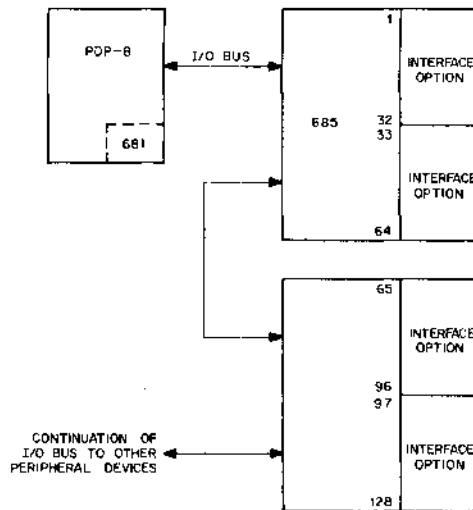 PDP-8
681
I/O BUS
685
1
32
33
64
INTERFACE
OPTION
INTERFACE
OPTION
65
96
97
128
INTERFACE
OPTION
INTERFACE
OPTION
CONTINUATION OF
I/O BUS TO OTHER
PERIPHERAL DEVICES